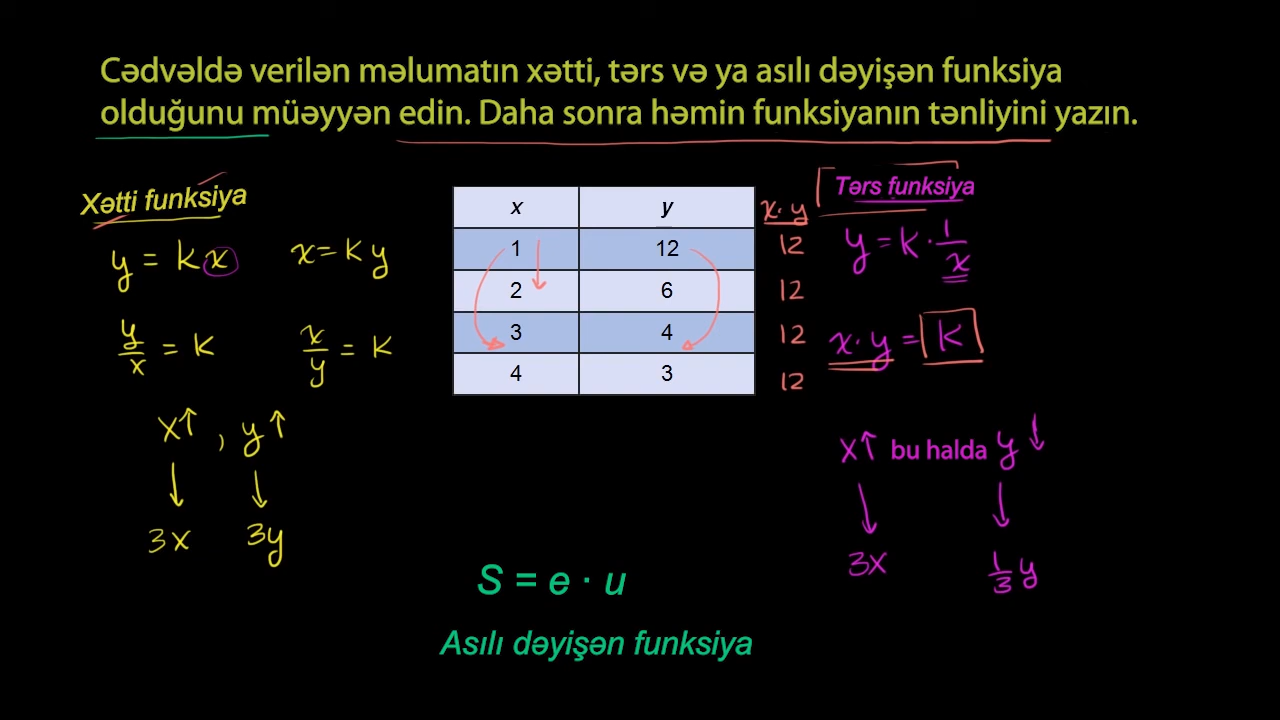 Cədvəldə verilən məlumatın xətti, tərs və ya asılı dəyişən funksiya
olduğunu müəyyən edin. Daha sonra həmin funksiyanın tənliyini yazın.
Xətti funksiya
y = kx    x = ky
y/x = k    x/y = k
x↑, y↑
↓ ↓
3x 3y
x y x·y
1 12 12
2 6 12
3 4 12
4 3 12
Tərs funksiya
y = k · 1/x
x·y = k
x↑ bu halda y↓
↓ ↓
3x 1/3 y
S = e · u
Asılı dəyişən funksiya